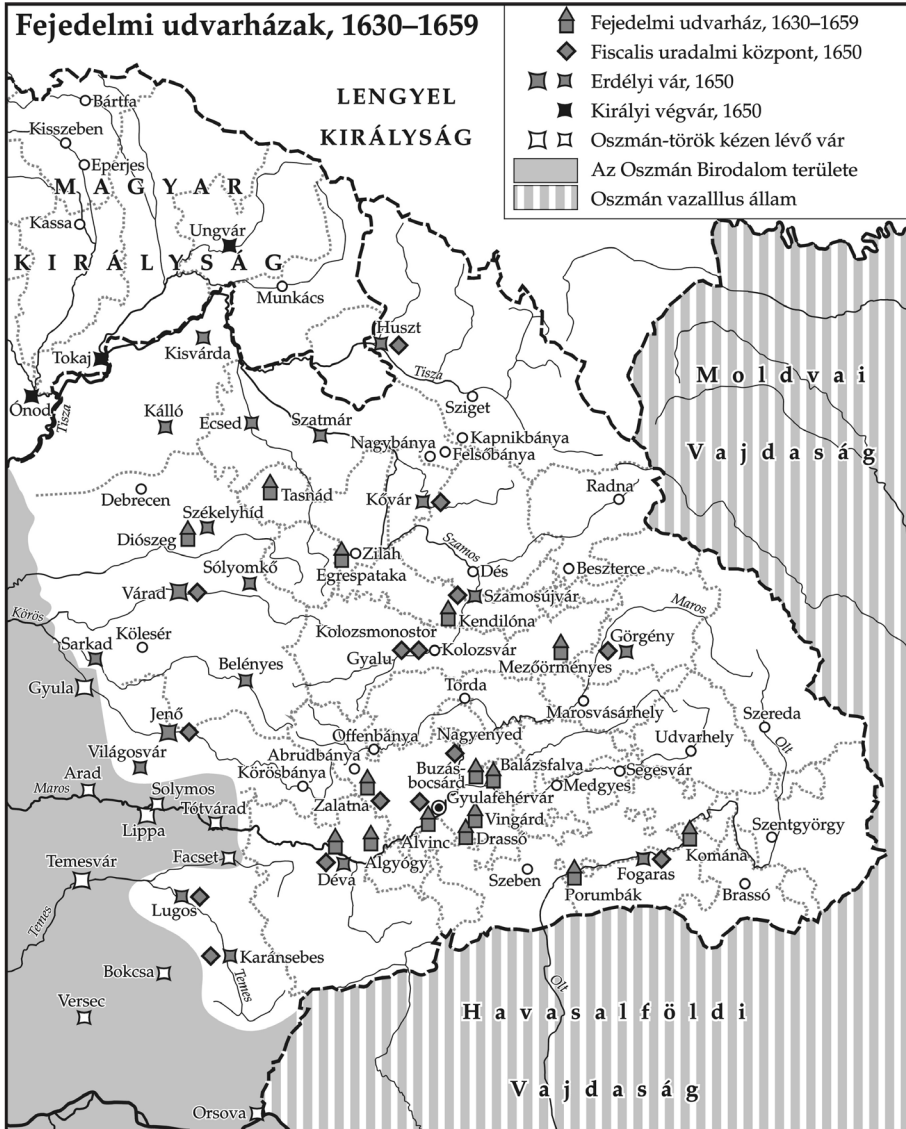 Fejedelmi udvarházak, 1630–1659
Fejedelmi udvarház, 1630–1659
Fiscalis uradalmi központ, 1650
Erdélyi vár, 1650
Királyi végvár, 1650
Oszmán-török kézen lévő vár
Az Oszmán Birodalom területe
Oszmán vazalllus állam
LENGYEL
KIRÁLYSÁG
Bártfa
Kisszeben
Eperjes
MAGYAR
Kassa
Ungvár
KIRÁLYSÁG
Munkács
Huszt
Tokaj
Kisvárda
Tisza
Moldvai
Ónod
Tisza
Sziget
Kálló
Ecsed
Szatmár
Kapnikbánya
Nagybánya
Felsőbánya
Vajdaság
Debrecen
Tasnád
Kővár
Radna
Székelyhíd
Diószeg
Zilah
Szamos
Egrespataka
Sólyomkő
Dés
Beszterce
Várad
Szamosújvár
Maros
Körös
Kendilóna
Kölesér
Kolozsmonostor
Görgény
Sarkad
Gyalu
Kolozsvár
Mezőörményes
Belényes
Gyula
Torda
Marosvásárhely
Szereda
Jenő
Offenbánya
Nagyenyed
Udvarhely
Olt
Világosvár
Abrudbánya
Buzás-
bocsárd
Balázsfalva
Segesvár
Körösbánya
Medgyes
Arad
Maros
Solymos
Zalatna
Gyulafehérvár
Tótvárad
Lippa
Alvinc
Vingárd
Drassó
Szentgyörgy
Facset
Algyógy
Komána
Temesvár
Déva
Szeben
Fogaras
Porumbák
Brassó
Lugos
Temes
Karánsebes
Bokcsa
Temes
Olt
Versec
Havasalföldi
Vajdaság
Orsova